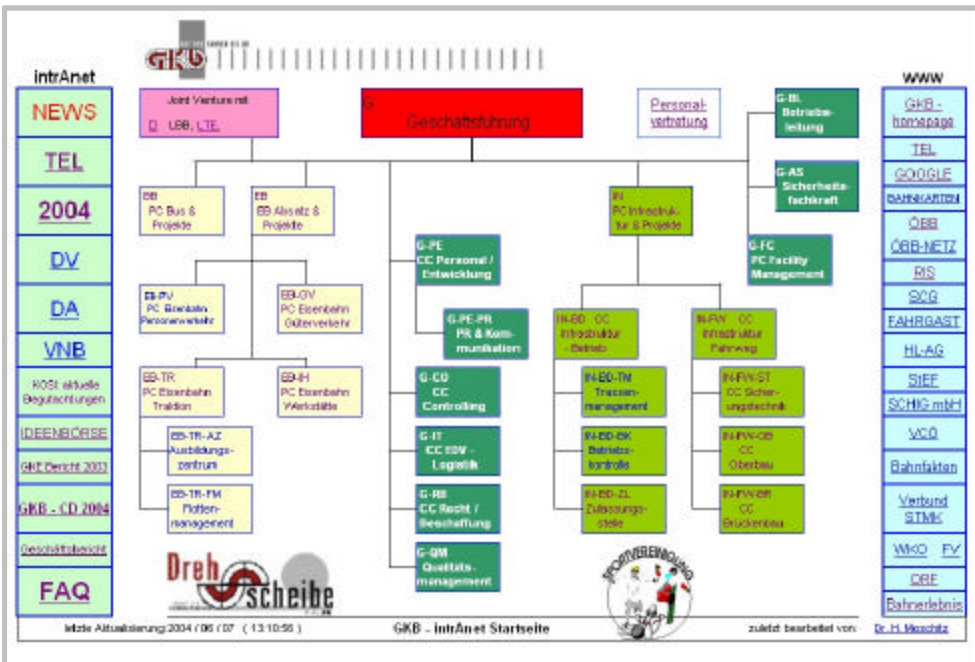 GKB
intrAnet
NEWS
TEL
2004
DV
DA
VNB
KOSI: aktuelle
Begutachtungen
IDEENBÖRSE
GKE Bericht 2003
GKB - CD 2004
Geschäftsbericht
FAQ
Joint Venture mit
LTE
G
Geschäftsführung
Personal-
vertretung
G-BL
Betriebs-
leitung
G-AS
Sicherheits-
fachkraft
G-FC
PC Facility
Management
PC Bus &
Projekte
EB
EB Absatz &
Projekte
EB-PV
PC Eisenbahn
Personenverkehr
EB-GV
PC Eisenbahn
Güterverkehr
EB-TR
PC Eisenbahn
Traktion
EB-IH
PC Eisenbahn
Werkstätte
EB-TR-AZ
Ausbildungs-
zentrum
EB-TR-FM
Flotten-
management
G-PE
CC Personal /
Entwicklung
G-PE-PR
PR & Kom-
munikation
G-CO
CC
Controlling
G-IT
CC EDV -
Logistik
G-RB
CC Recht /
Beschaffung
G-QM
Qualitäts-
management
IN
PC Infrastruk-
tur & Projekte
IN-BD CC
Infrastruktur
- Betrieb
IN-FW CC
Infrastruktur
Fahrweg
IN-BD-TM
Trassen-
management
IN-BD-BK
Betriebs-
kontrolle
IN-BD-ZL
Zulassungs-
stelle
IN-FW-ST
CC Sicher-
ungstechnik
IN-FW-OB
CC
Oberbau
IN-FW-BR
CC
Brückenbau
www
GKB -
homepage
TEL
GOOGLE
BAHNKARTEN
ÖBB
ÖBB-NETZ
RIS
SCG
FAHRGAST
HL-AG
StEF
SCHIG mbH
VCÖ
Bahnfakten
Verbund
STMK
WKO FV
ORF
Bahnerlebnis
Dreh
scheibe
SPORTVEREINIGUNG
letzte Aktualisierung: 2004 / 06 / 07 ( 13:10:56 )
GKB - intrAnet Startseite
zuletzt bearbeitet von: Dr. H. Moschitz